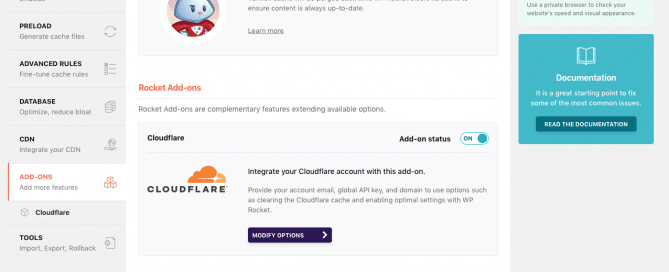 PRELOAD
Generate cache files
ADVANCED RULES
Fine-tune cache rules
DATABASE
Optimize, reduce bloat
CDN
Integrate your CDN
ADD-ONS
Add more features
Cloudflare
TOOLS
Import, Export, Rollback
ensure content is always up-to-date.
Learn more
Rocket Add-ons
Rocket Add-ons are complementary features extending available options.
Cloudflare
Add-on status
ON
CLOUDFLARE
Integrate your Cloudflare account with this add-on.
Provide your account email, global API key, and domain to use options such
as clearing the Cloudflare cache and enabling optimal settings with WP
Rocket.
MODIFY OPTIONS
Use a private browser to check your
website's speed and visual appearance.
Documentation
It is a great starting point to fix
some of the most common issues.
READ THE DOCUMENTATION